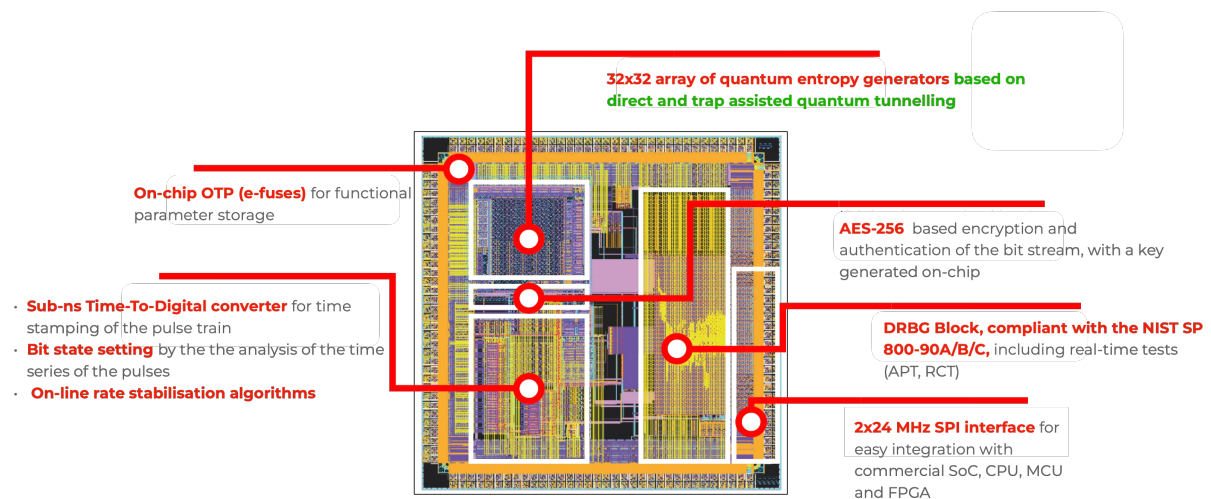 32x32 array of quantum entropy generators based on
direct and trap assisted quantum tunnelling
On-chip OTP (e-fuses) for functional
parameter storage
AES-256 based encryption and
authentication of the bit stream, with a key
generated on-chip
• Sub-ns Time-To-Digital converter for time
stamping of the pulse train
• Bit state setting by the the analysis of the time
series of the pulses
• On-line rate stabilisation algorithms
DRBG Block, compliant with the NIST SP
800-90A/B/C, including real-time tests
(APT, RCT)
2x24 MHz SPI interface for
easy integration with
commercial SoC, CPU, MCU
and FPGA